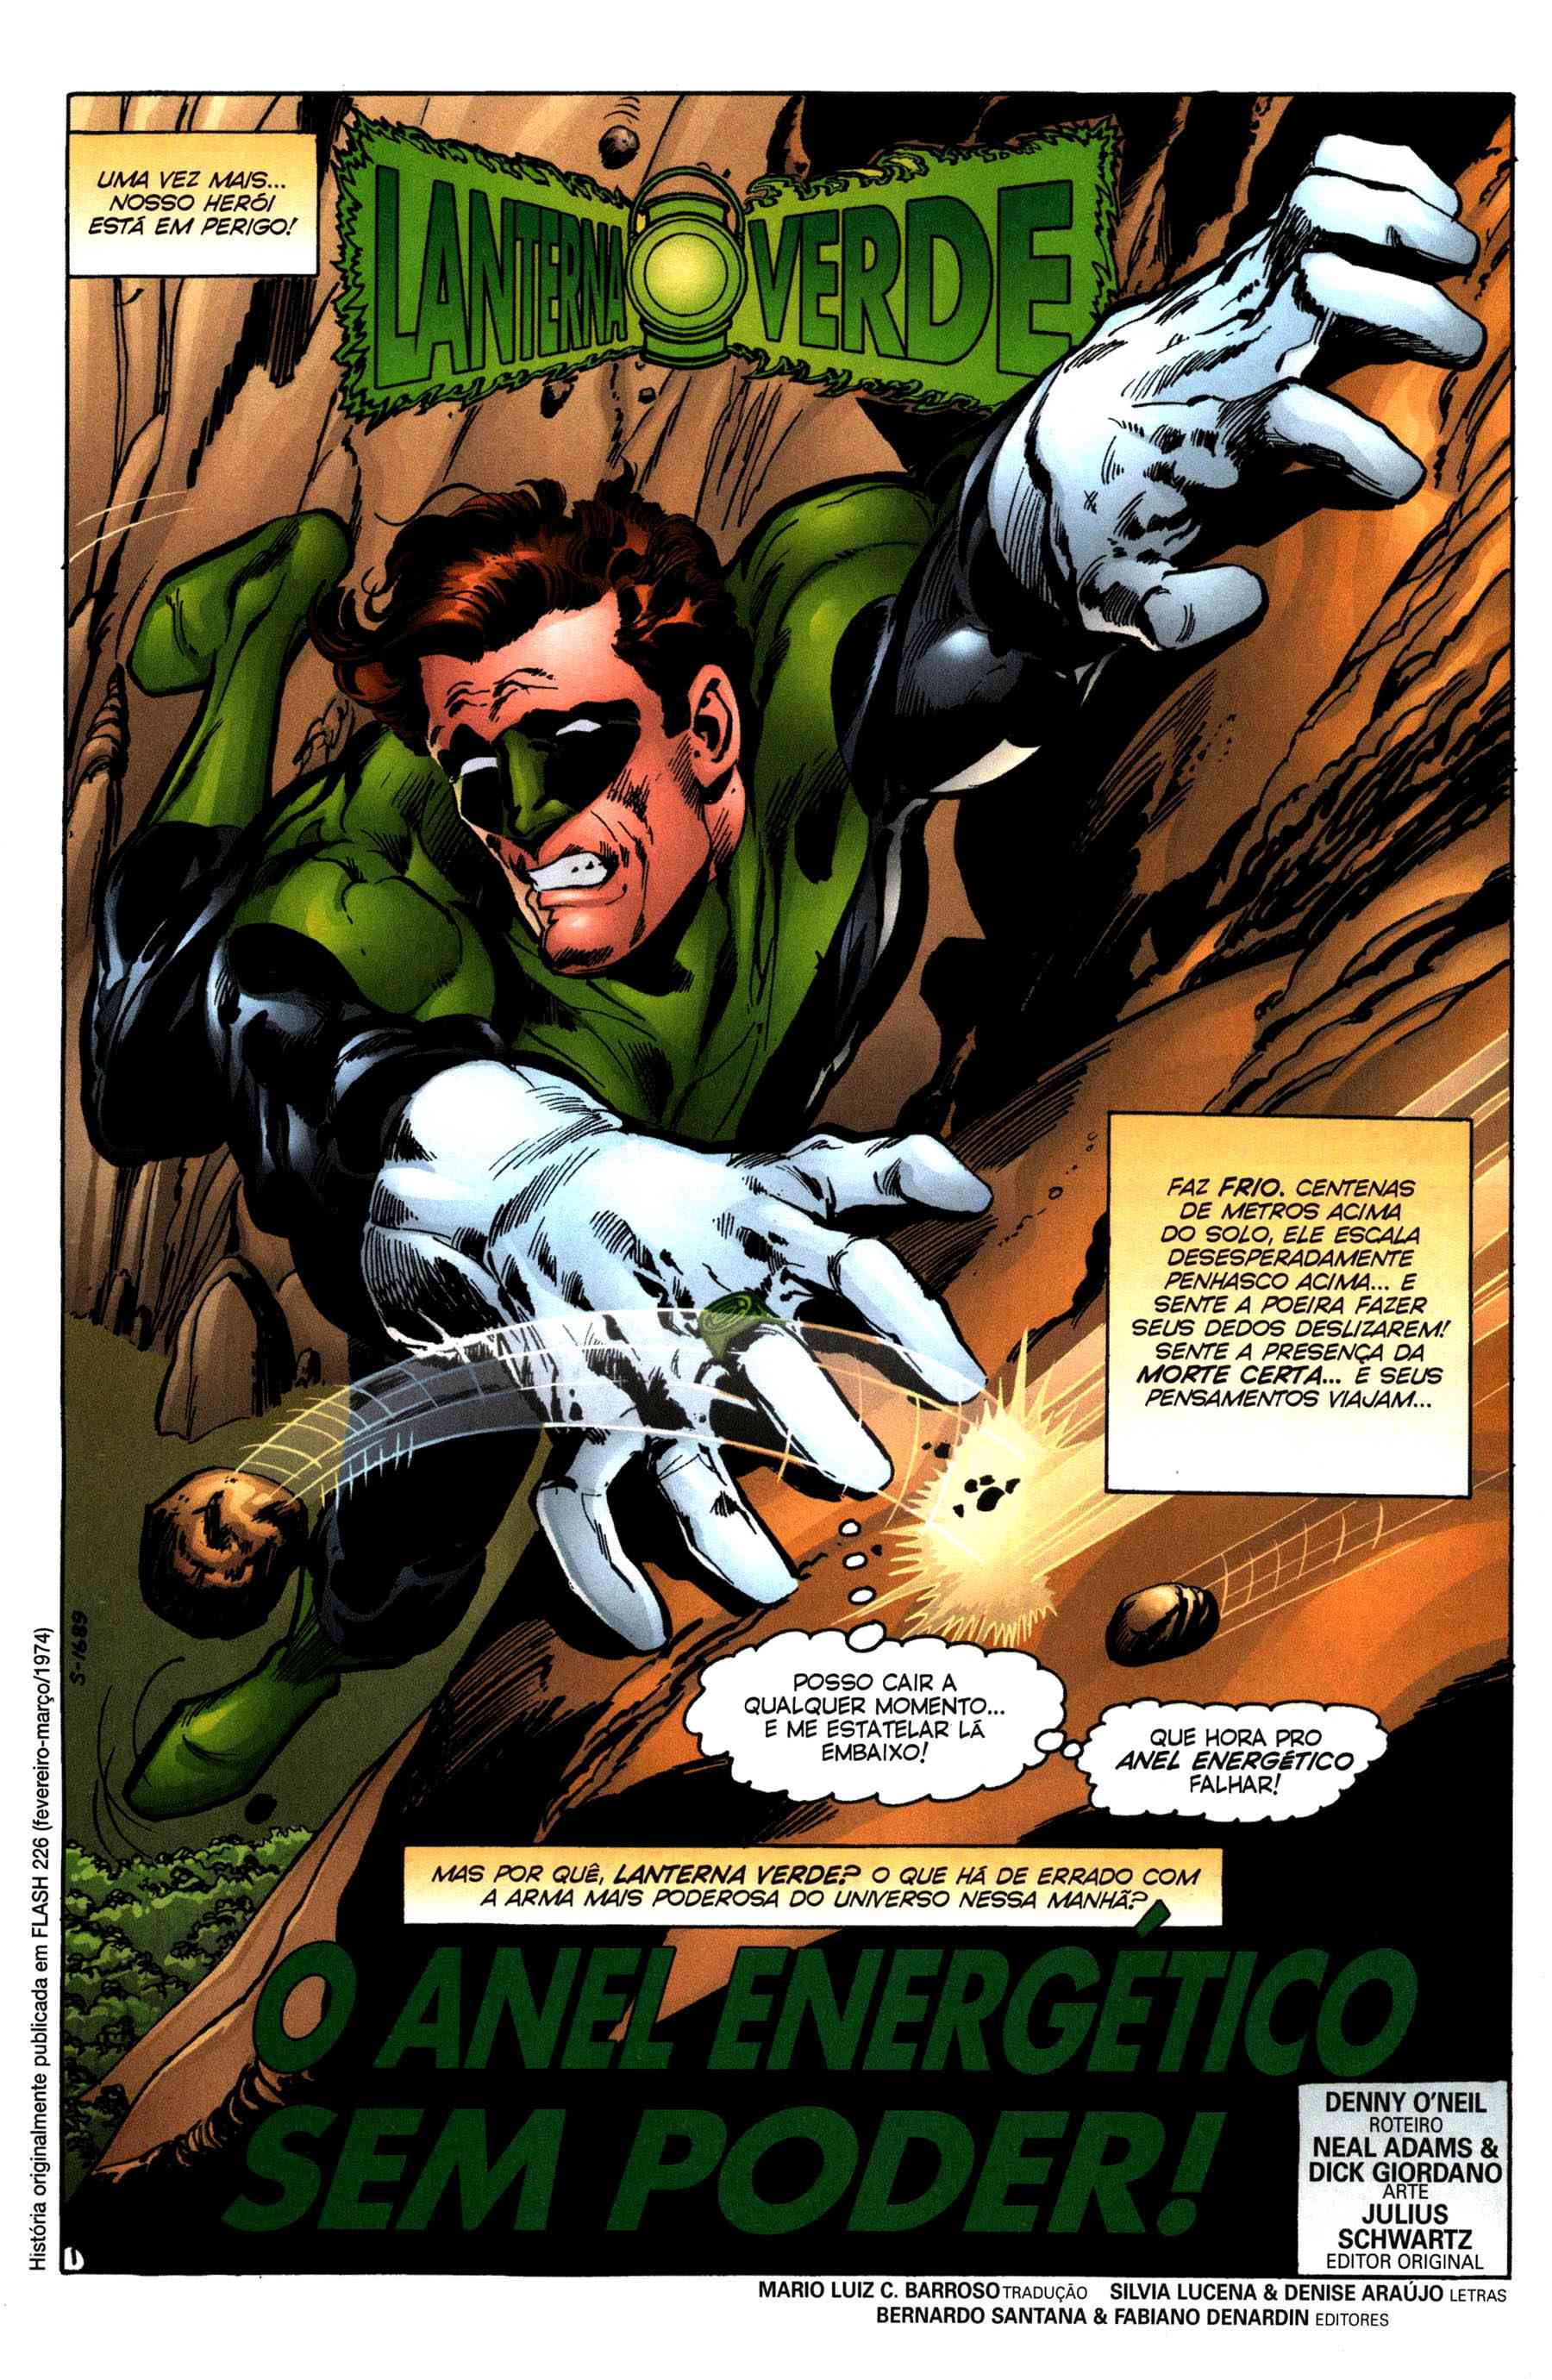 UMA VEZ MAIS...
NOSSO HERÓI
ESTÁ EM PERIGO!
LANTERNA VERDE
FAZ FRIO. CENTENAS
DE METROS ACIMA
DO SOLO, ELE ESCALA
DESESPERADAMENTE
PENHASCO ACIMA... E
SENTE A POEIRA FAZER
SEUS DEDOS DESLIZAREM!
SENTE A PRESENÇA DA
MORTE CERTA... E SEUS
PENSAMENTOS VIAJAM...
POSSO CAIR A
QUALQUER MOMENTO...
E ME ESTATELAR LÁ
EMBAIXO!
QUE HORA PRO
ANEL ENERGÉTICO
FALHAR!
MAS POR QUÊ, LANTERNA VERDE? O QUE HÁ DE ERRADO COM
A ARMA MAIS PODEROSA DO UNIVERSO NESSA MANHÃ?
O ANEL ENERGÉTICO
SEM PODER!
DENNY O'NEIL
ROTEIRO
NEAL ADAMS &
DICK GIORDANO
ARTE
JULIUS
SCHWARTZ
EDITOR ORIGINAL
S-1689
História originalmente publicada em FLASH 226 (fevereiro-março/1974)
1
MARIO LUIZ C. BARROSO TRADUÇÃO SILVIA LUCENA & DENISE ARAÚJO LETRAS
BERNARDO SANTANA & FABIANO DENARDIN EDITORES